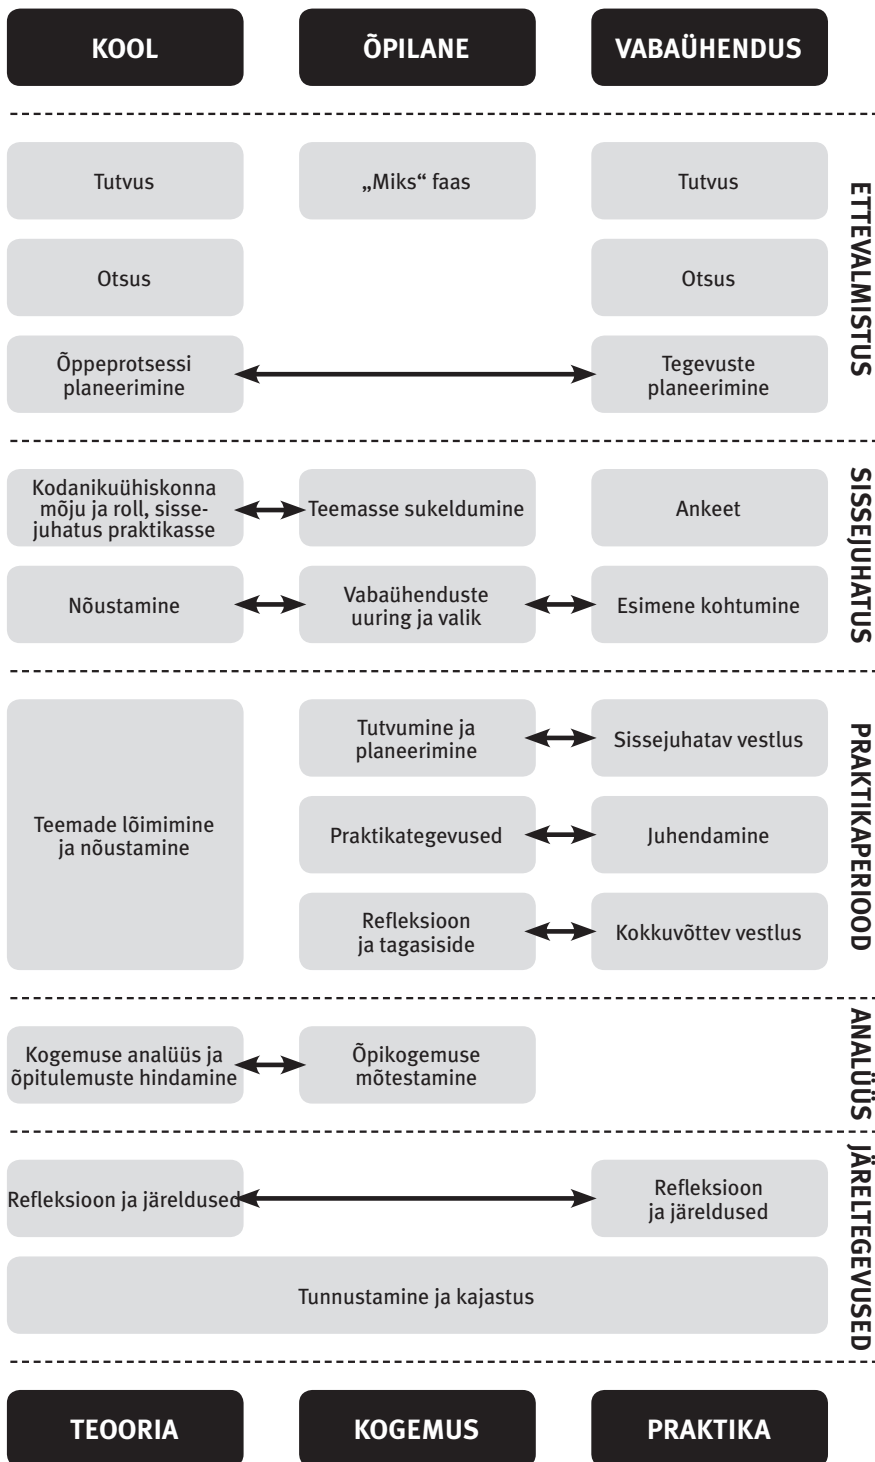 KOOL
ÕPILANE
VABAÜHENDUS
ETTEVALMISTUS
Tutvus
„Miks“ faas
Tutvus
Otsus
Otsus
Õppeprotsessi
planeerimine
Tegevuste
planeerimine
SISSEJUHATUS
Kodanikuühiskonna
mõju ja roll, sisse-
juhatus praktikasse
Teemasse sukeldumine
Ankeet
Nõustamine
Vabaühenduste
uuring ja valik
Esimene kohtumine
PRAKTIKAPERIOOD
Teemade lõimimine
ja nõustamine
Tutvumine ja
planeerimine
Sissejuhatav vestlus
Praktikategevused
Juhendamine
Refleksioon
ja tagasiside
Kokkuvõttev vestlus
ANALÜÜS
Kogemuse analüüs ja
õpitulemuste hindamine
Õpikogemuse
mõtestamine
JÄRELTEGEVUSED
Refleksioon ja järeldused
Refleksioon
ja järeldused
Tunnustamine ja kajastus
TEOORIA
KOGEMUS
PRAKTIKA